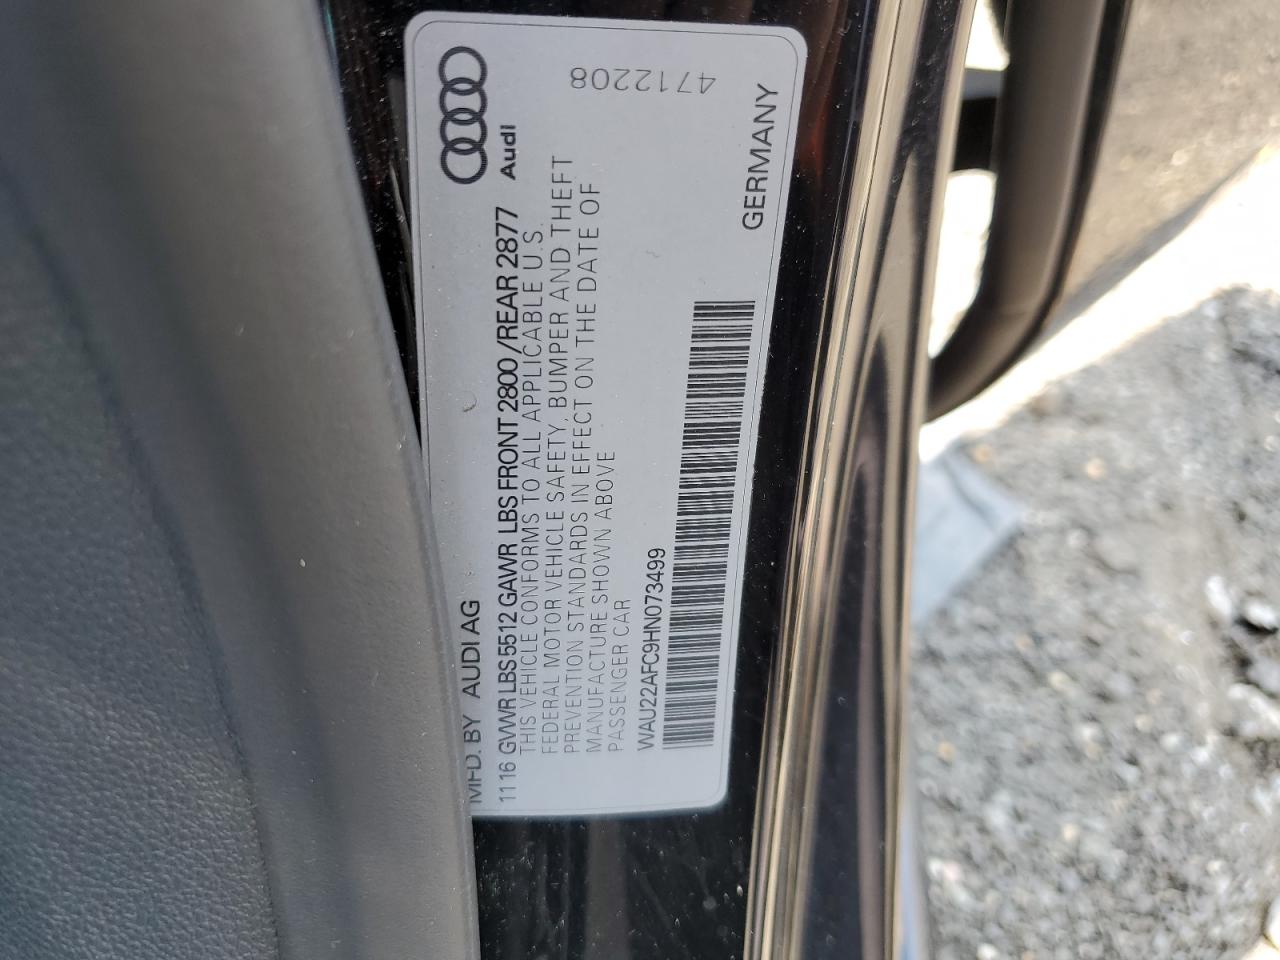 MFD. BY AUDI AG
Audi
11 16 GVWR LBS 5512 GAWR LBS FRONT 2800 /REAR 2877
THIS VEHICLE CONFORMS TO ALL APPLICABLE U.S.
FEDERAL MOTOR VEHICLE SAFETY, BUMPER AND THEFT
PREVENTION STANDARDS IN EFFECT ON THE DATE OF
MANUFACTURE SHOWN ABOVE
PASSENGER CAR
WAU22AFC9HN073499
GERMANY
4712208